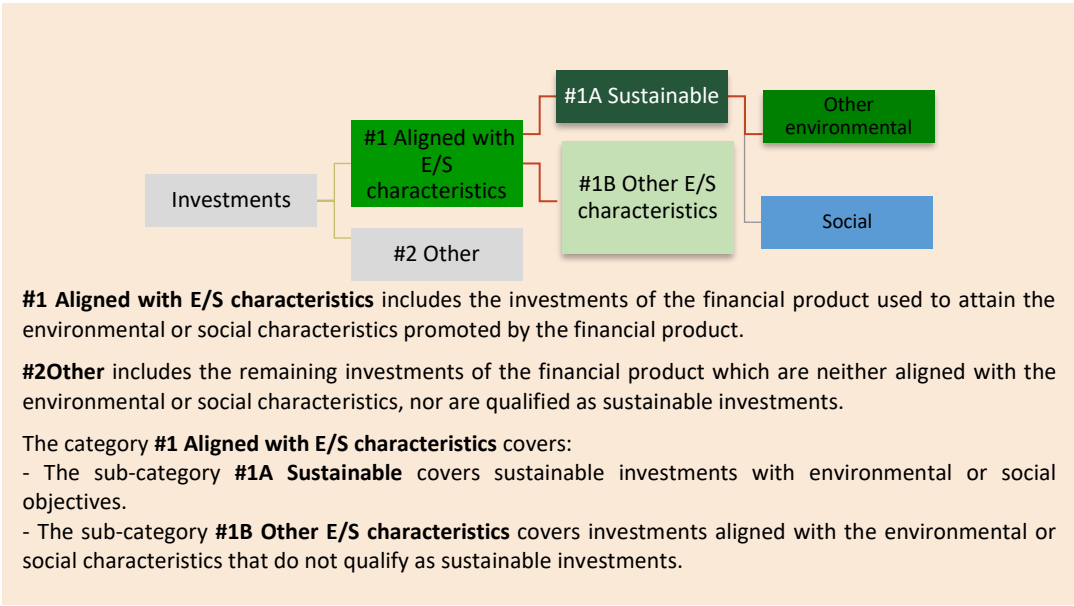 #1A Sustainable
Other
environmental
#1 Aligned with
E/S
characteristics
#1B Other E/S
characteristics
Investments
Social
#2 Other
#1 Aligned with E/S characteristics includes the investments of the financial product used to attain the
environmental or social characteristics promoted by the financial product.
#2Other includes the remaining investments of the financial product which are neither aligned with the
environmental or social characteristics, nor are qualified as sustainable investments.
The category #1 Aligned with E/S characteristics covers:
- The sub-category #1A Sustainable covers sustainable investments with environmental or social
objectives.
- The sub-category #1B Other E/S characteristics covers investments aligned with the environmental or
social characteristics that do not qualify as sustainable investments.